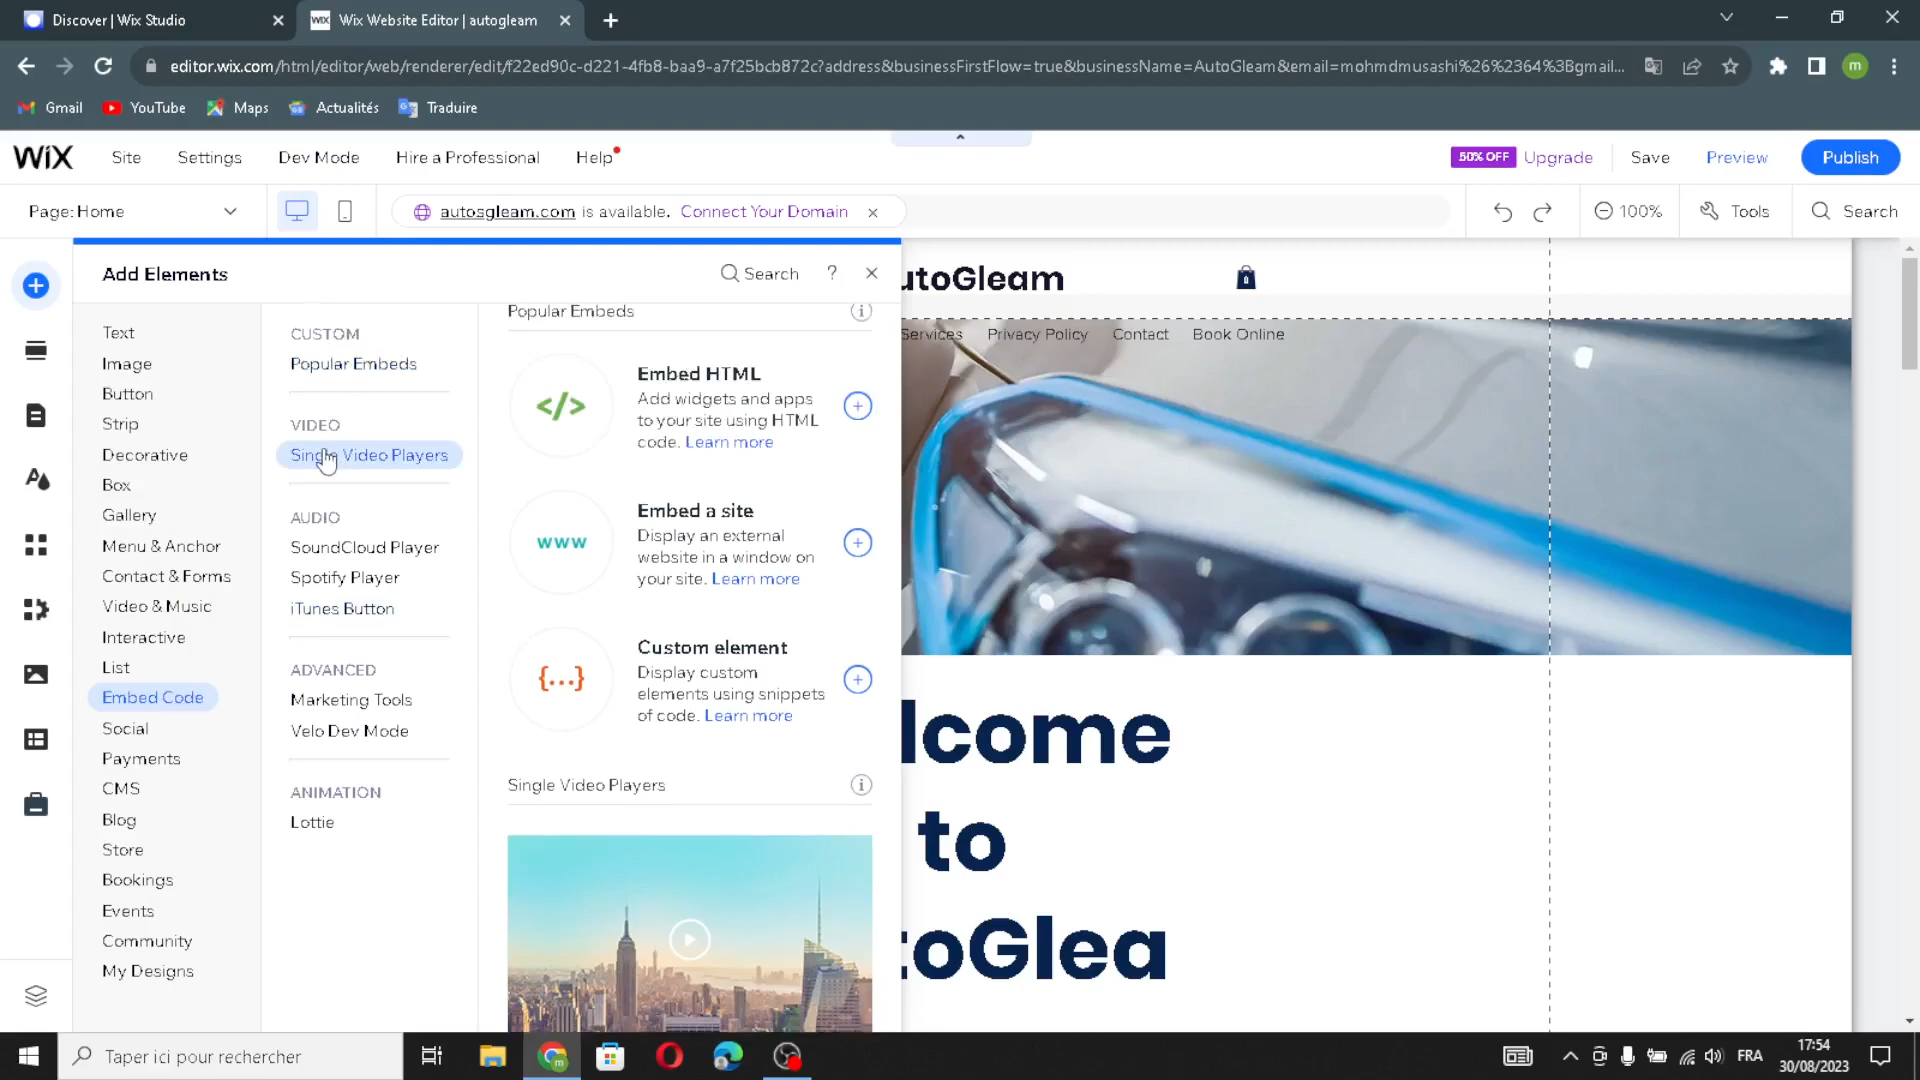 Discover | Wix Studio
WiX Wix Website Editor | autogleam
editor.wix.com/html/editor/web/renderer/edit/f22ed90c-d221-4fb8-baa9-a7f25bcb872c?address&businessFirstFlow=true&businessName=AutoGleam&email=mohmdmusashi%26%2364%3Bgmail...
m
Gmail
YouTube
Maps
Actualités
Traduire
WiX
Site
Settings
Dev Mode
Hire a Professional
Help
50% OFF Upgrade
Save
Preview
Publish
Page: Home
autosgleam.com is available. Connect Your Domain
100%
Tools
Search
Add Elements
Search
?
Text
Image
Button
Strip
Decorative
Box
Gallery
Menu & Anchor
Contact & Forms
Video & Music
Interactive
List
Embed Code
Social
Payments
CMS
Blog
Store
Bookings
Events
Community
My Designs
CUSTOM
Popular Embeds
VIDEO
Single Video Players
AUDIO
SoundCloud Player
Spotify Player
iTunes Button
ADVANCED
Marketing Tools
Velo Dev Mode
ANIMATION
Lottie
Popular Embeds
</>
Embed HTML
Add widgets and apps
to your site using HTML
code. Learn more
www
Embed a site
Display an external
website in a window on
your site. Learn more
{...}
Custom element
Display custom
elements using snippets
of code. Learn more
Single Video Players
utoGleam
0
Services
Privacy Policy
Contact
Book Online
lcome
to
toGlea
Taper ici pour rechercher
FRA
17:54
30/08/2023